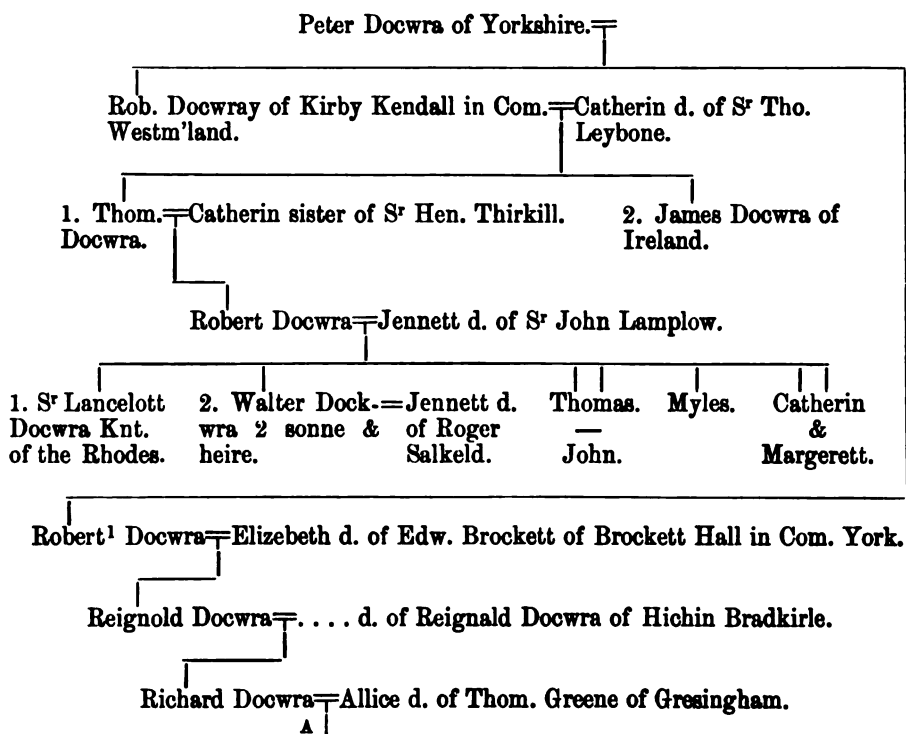 Peter Docwra of Yorkshire.=
Rob. Docwray of Kirby Kendall in Com.=Catherin d. of Sʳ Tho.
Westm'land. Leybone.
1. Thom.=Catherin sister of Sʳ Hen. Thirkill. 2. James Docwra of
Docwra. Ireland.
Robert Docwra=Jennett d. of Sʳ John Lamplow.
1. Sʳ Lancelott 2. Walter Dock-=Jennett d. Thomas. Myles. Catherin
Docwra Knt. wra 2 sonne & of Roger — &
of the Rhodes. heire. Salkeld. John. Margerett.
Robert¹ Docwra=Elizebeth d. of Edw. Brockett of Brockett Hall in Com. York.
Reignold Docwra=. . . . d. of Reignald Docwra of Hichin Bradkirle.
Richard Docwra=Allice d. of Thom. Greene of Gresingham.
A